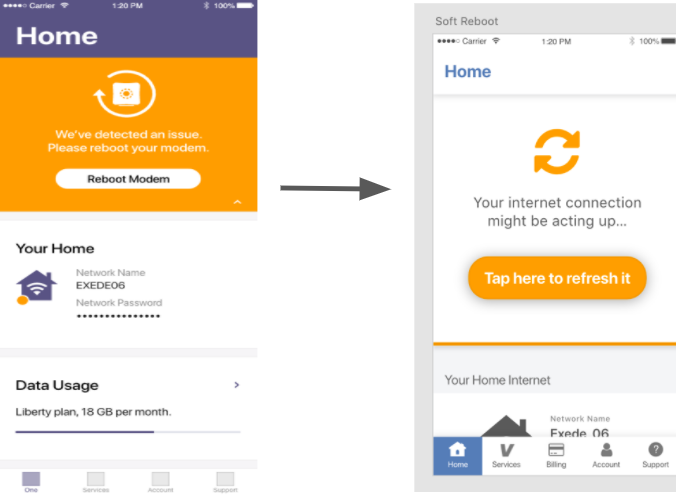 Carrier 1:20 PM 100%
Home
We've detected an issue.
Please reboot your modem.
Reboot Modem
Your Home
Network Name
EXEDE06
Network Password
•••••••••••••••
Data Usage
Liberty plan, 18 GB per month.
One Services Account Support
Soft Reboot
Carrier 1:20 PM 100%
Home
Your internet connection
might be acting up...
Tap here to refresh it
Your Home Internet
Network Name
Exede 06
Home Services Billing Account Support